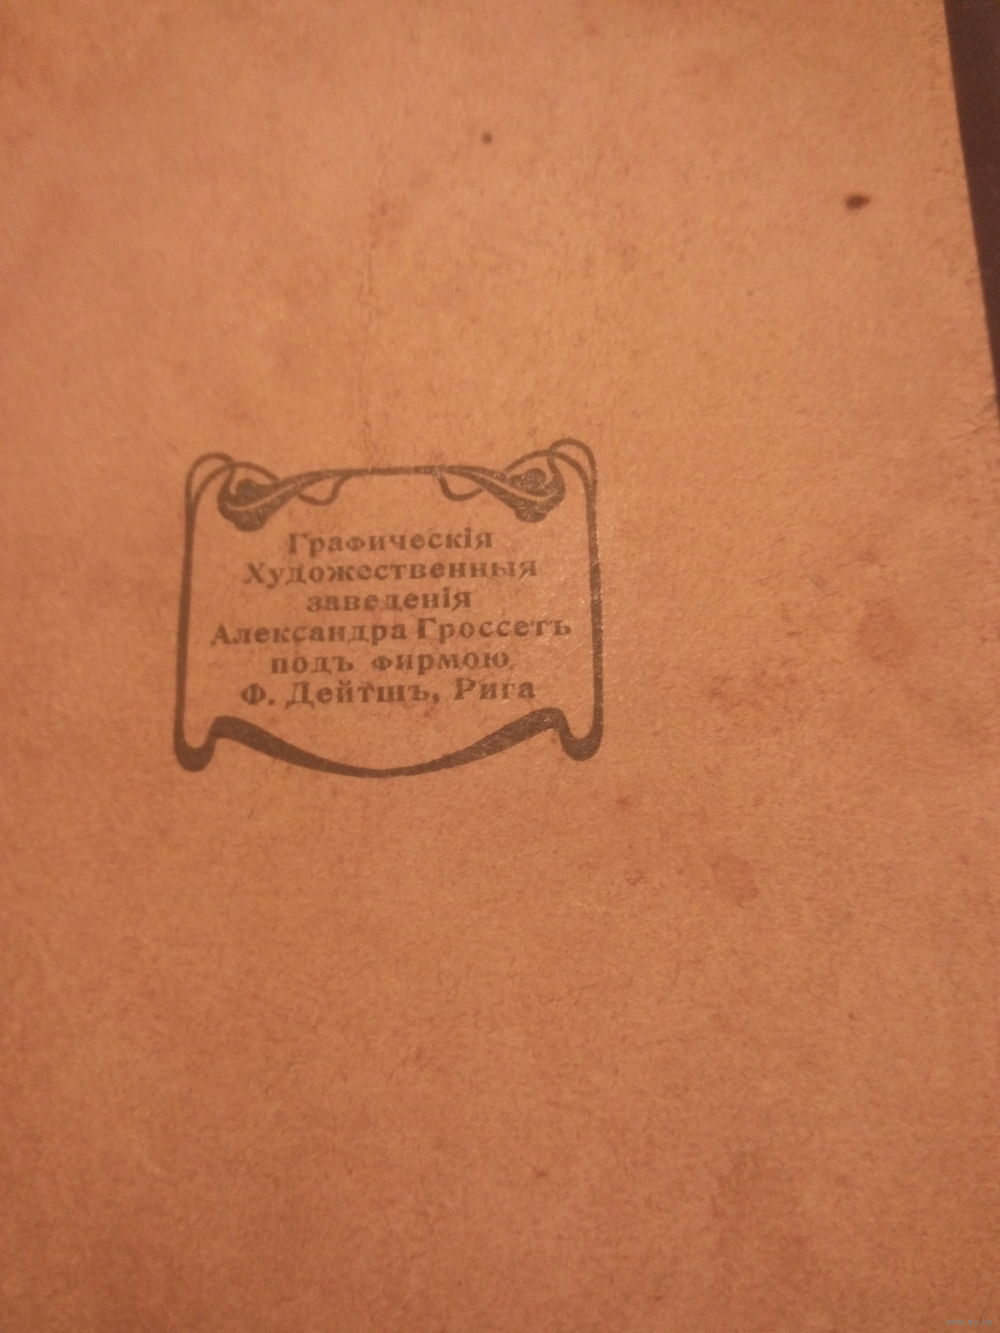 Графическія
Художественныя
заведенія
Александра Гроссетъ
подъ фирмою
Ф. Дейтшъ, Рига